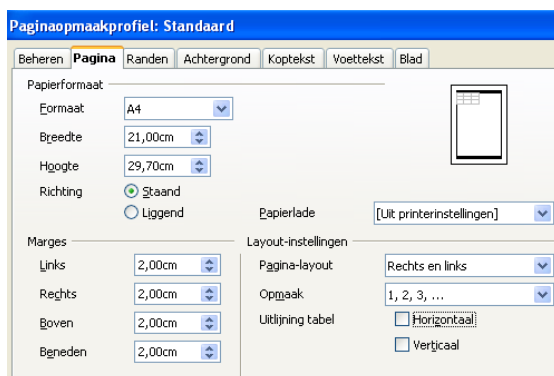 Paginaopmaakprofiel: Standaard
Beheren Pagina Randen Achtergrond Koptekst Voettekst Blad
Papierformaat
Formaat A4
Breedte 21,00cm
Hoogte 29,70cm
Richting Staand
Liggend
Papierlade [Uit printerinstellingen]
Marges
Links 2,00cm
Rechts 2,00cm
Boven 2,00cm
Beneden 2,00cm
Layout-instellingen
Pagina-layout Rechts en links
Opmaak 1, 2, 3, ...
Uitlijning tabel Horizontaal
Verticaal